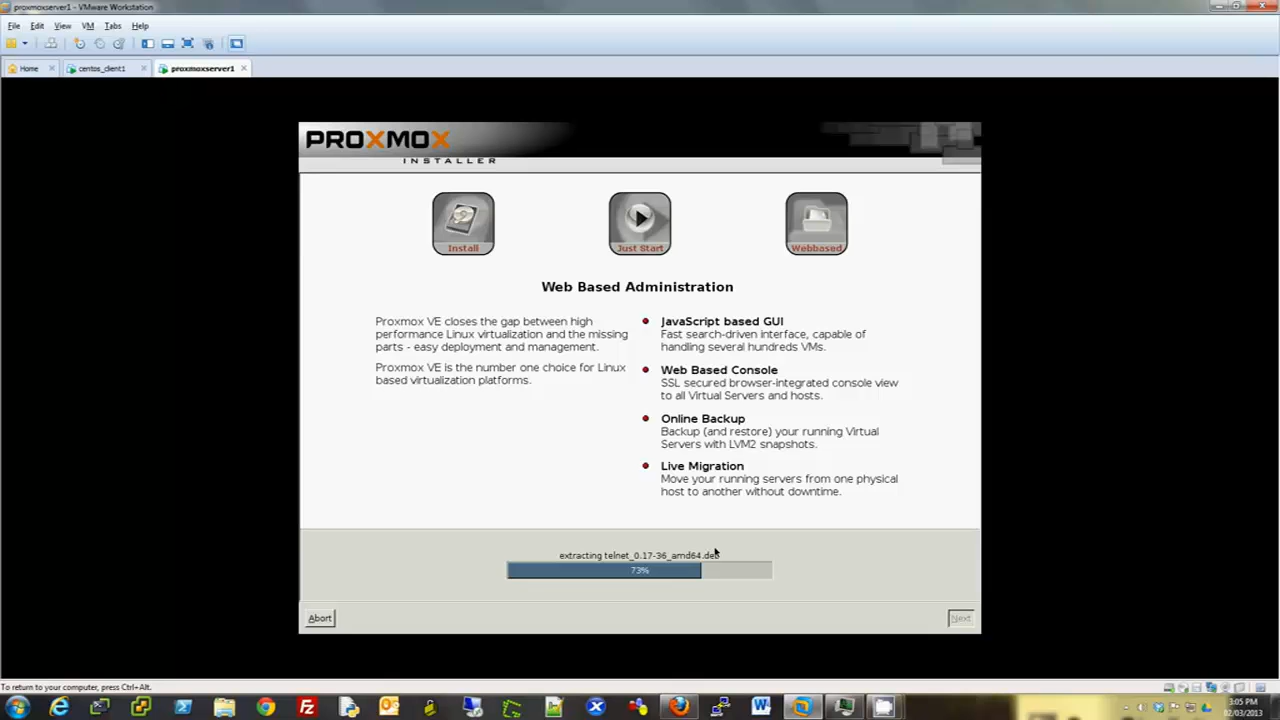 proxmoxserver1 - VMware Workstation
File Edit View VM Tabs Help
Home centos_client1 proxmoxserver1
PROXMOX
INSTALLER
Install Just Start Webbased
Web Based Administration
Proxmox VE closes the gap between high
performance Linux virtualization and the missing
parts - easy deployment and management.
Proxmox VE is the number one choice for Linux
based virtualization platforms.
JavaScript based GUI
Fast search-driven interface, capable of
handling several hundreds VMs.
Web Based Console
SSL secured browser-integrated console view
to all Virtual Servers and hosts.
Online Backup
Backup (and restore) your running Virtual
Servers with LVM2 snapshots.
Live Migration
Move your running servers from one physical
host to another without downtime.
extracting telnet_0.17-36_amd64.deb
73%
Abort Next
To return to your computer, press Ctrl+Alt.
3:05 PM
02/03/2013